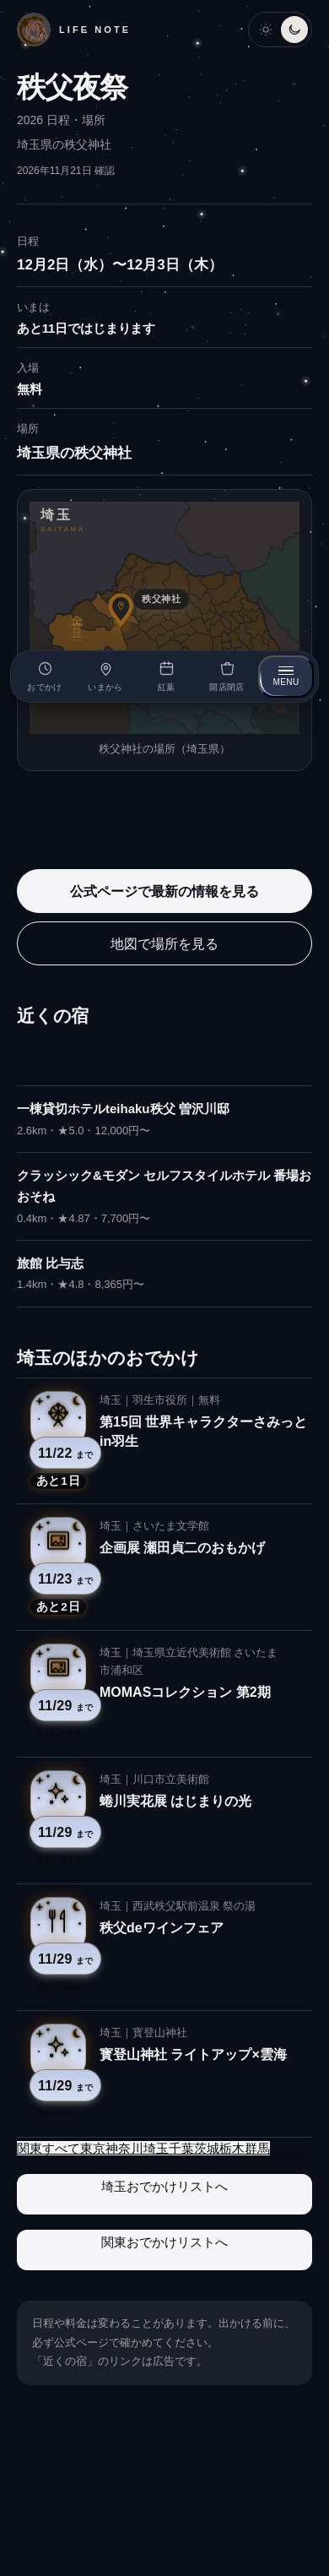 LIFE NOTE
秩父夜祭
2026 日程・場所
埼玉県の秩父神社
2026年11月21日 確認
日程
12月2日（水）〜12月3日（木）
いまは
あと11日ではじまります
入場
無料
場所
埼玉県の秩父神社
埼玉
SAITAMA
秩父神社
おでかけ
いまから
紅葉
開店閉店
MENU
秩父神社の場所（埼玉県）
公式ページで最新の情報を見る
地図で場所を見る
近くの宿
一棟貸切ホテルteihaku秩父 曽沢川邸
2.6km・★5.0・12,000円〜
クラッシック&モダン セルフスタイルホテル 番場お
おそね
0.4km・★4.87・7,700円〜
旅館 比与志
1.4km・★4.8・8,365円〜
埼玉のほかのおでかけ
埼玉｜羽生市役所｜無料
第15回 世界キャラクターさみっと
in羽生
11/22 まで
あと1日
埼玉｜さいたま文学館
企画展 瀬田貞二のおもかげ
11/23 まで
あと2日
埼玉｜埼玉県立近代美術館 さいたま
市浦和区
MOMASコレクション 第2期
11/29 まで
埼玉｜川口市立美術館
蜷川実花展 はじまりの光
11/29 まで
埼玉｜西武秩父駅前温泉 祭の湯
秩父deワインフェア
11/29 まで
埼玉｜寳登山神社
寳登山神社 ライトアップ×雲海
11/29 まで
関東すべて東京神奈川埼玉千葉茨城栃木群馬
埼玉おでかけリストへ
関東おでかけリストへ
日程や料金は変わることがあります。出かける前に、
必ず公式ページで確かめてください。
「近くの宿」のリンクは広告です。